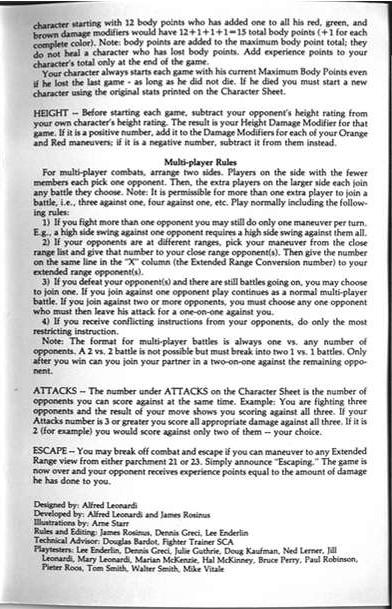 character starting with 12 body points who has added one to all his red, green, and
brown damage modifiers would have 12+1+1+1=15 total body points (+1 for each
complete color). Note: body points are added to the maximum body point total; they
do not heal a character who has lost body points. Add experience points to your
character's total only at the end of the game.
Your character always starts each game with his current Maximum Body Points even
if he lost the last game - as long as he did not die. If he died you must start a new
character using the original stats printed on the Character Sheet.
HEIGHT -- Before starting each game, subtract your opponent's height rating from
your own character's height rating. The result is your Height Damage Modifier for that
game. If it is a positive number, add it to the Damage Modifiers for each of your Orange
and Red maneuvers; if it is a negative number, subtract it from them instead.
Multi-player Rules
For multi-player combats, arrange two sides. Players on the side with the fewer
members each pick one opponent. Then, the extra players on the larger side each join
any battle they choose. Note: It is permissible for more than one extra player to join a
battle, i.e., three against one, four against one, etc. Play normally including the follow-
ing rules:
1) If you fight more than one opponent you may still do only one maneuver per turn.
E.g., a high side swing against one opponent requires a high side swing against them all.
2) If your opponents are at different ranges, pick your maneuver from the close
range list and give that number to your close range opponent(s). Then give the number
on the same line in the "X" column (the Extended Range Conversion number) to your
extended range opponent(s).
3) If you defeat your opponent(s) and there are still battles going on, you may choose
to join one. If you join against one opponent play continues as a normal multi-player
battle. If you join against two or more opponents, you must choose any one opponent
who must then leave his attack for a one-on-one against you.
4) If you receive conflicting instructions from your opponents, do only the most
restricting instruction.
Note: The format for multi-player battles is always one vs. any number of
opponents. A 2 vs. 2 battle is not possible but must break into two 1 vs. 1 battles. Only
after you win can you join your partner in a two-on-one against the remaining oppo-
nent.
ATTACKS -- The number under ATTACKS on the Character Sheet is the number of
opponents you can score against at the same time. Example: You are fighting three
opponents and the result of your move shows you scoring against all three. If your
Attacks number is 3 or greater you score all appropriate damage against all three. If it is
2 (for example) you would score against only two of them -- your choice.
ESCAPE -- You may break off combat and escape if you can maneuver to any Extended
Range view from either parchment 21 or 23. Simply announce "Escaping." The game is
now over and your opponent receives experience points equal to the amount of damage
he has done to you.
Designed by: Alfred Leonardi
Developed by: Alfred Leonardi and James Rosinus
Illustrations by: Arne Starr
Rules and Editing: James Rosinus, Dennis Greci, Lee Enderlin
Technical Advisor: Douglas Bardot, Fighter Trainer SCA
Playtesters: Lee Enderlin, Dennis Greci, Julie Guthrie, Doug Kaufman, Ned Lerner, Jill
Leonardi, Mary Leonardi, Marian McKenzie, Hal McKinney, Bruce Perry, Paul Robinson,
Pieter Roos, Tom Smith, Walter Smith, Mike Vitale